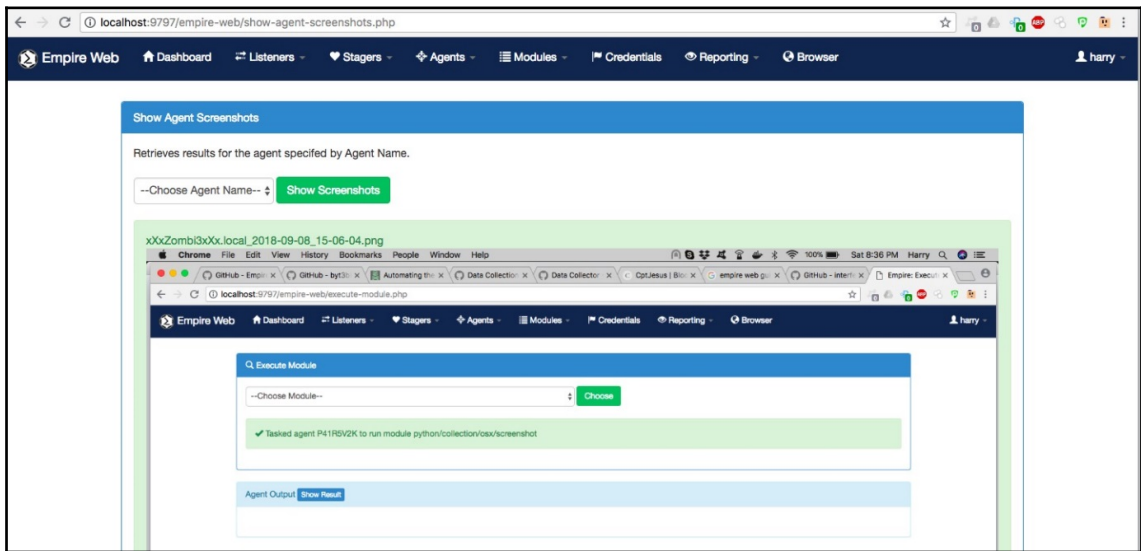 localhost:9797/empire-web/show-agent-screenshots.php
Empire Web Dashboard Listeners Stagers Agents Modules Credentials Reporting Browser harry
Show Agent Screenshots
Retrieves results for the agent specifed by Agent Name.
--Choose Agent Name-- Show Screenshots
xXxZombi3xXx.local_2018-09-08_15-06-04.png
Chrome File Edit View History Bookmarks People Window Help 100% Sat 8:36 PM Harry
GitHub - Empir GitHub - byt3 Automating the Data Collection Data Collector CptJesus | Blo empire web gu GitHub - interf Empire: Execut
localhost:9797/empire-web/execute-module.php
Empire Web Dashboard Listeners Stagers Agents Modules Credentials Reporting Browser harry
Execute Module
--Choose Module-- Choose
Tasked agent P41R5V2K to run module python/collection/osx/screenshot
Agent Output Show Result